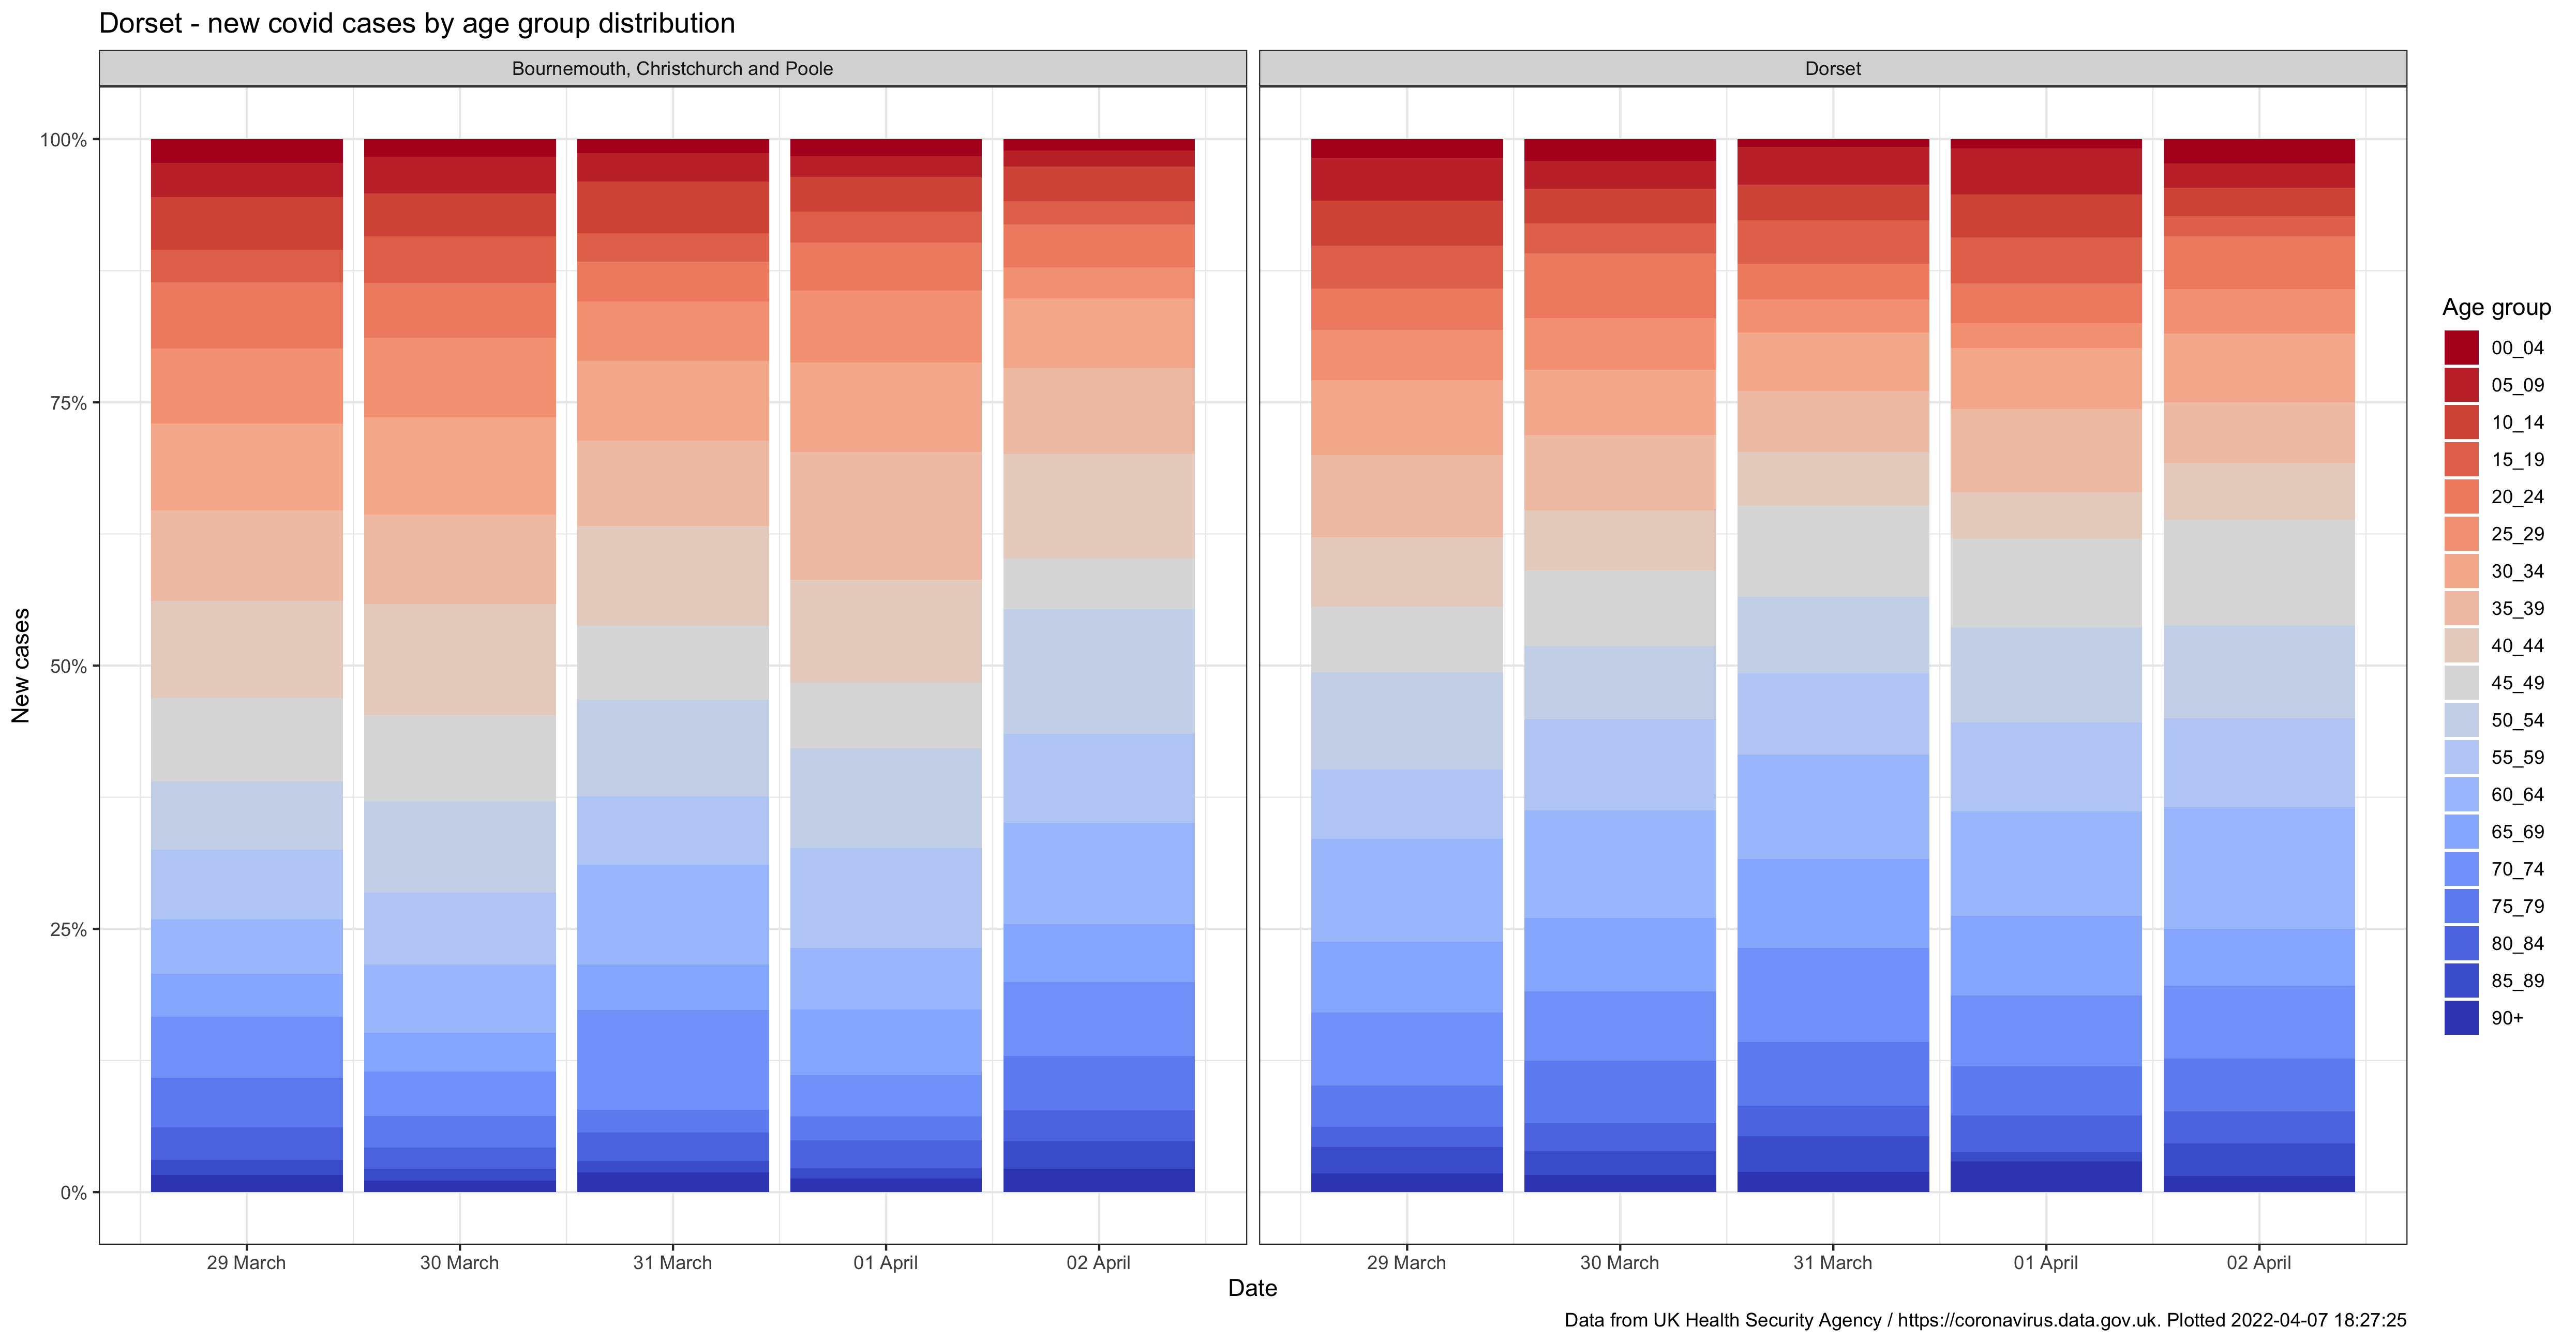 Dorset - new covid cases by age group distribution
Bournemouth, Christchurch and Poole
Dorset
100%
75%
50%
25%
0%
New cases
29 March
30 March
31 March
01 April
02 April
29 March
30 March
31 March
01 April
02 April
Date
Age group
00_04
05_09
10_14
15_19
20_24
25_29
30_34
35_39
40_44
45_49
50_54
55_59
60_64
65_69
70_74
75_79
80_84
85_89
90+
Data from UK Health Security Agency / https://coronavirus.data.gov.uk. Plotted 2022-04-07 18:27:25